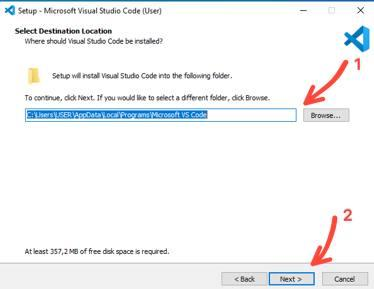 Setup - Microsoft Visual Studio Code (User)
Select Destination Location
Where should Visual Studio Code be installed?
Setup will install Visual Studio Code into the following folder.
1
To continue, click Next. If you would like to select a different folder, click Browse.
C:\Users\USER\AppData\Local\Programs\Microsoft VS Code
Browse...
2
At least 357,2 MB of free disk space is required.
< Back
Next >
Cancel